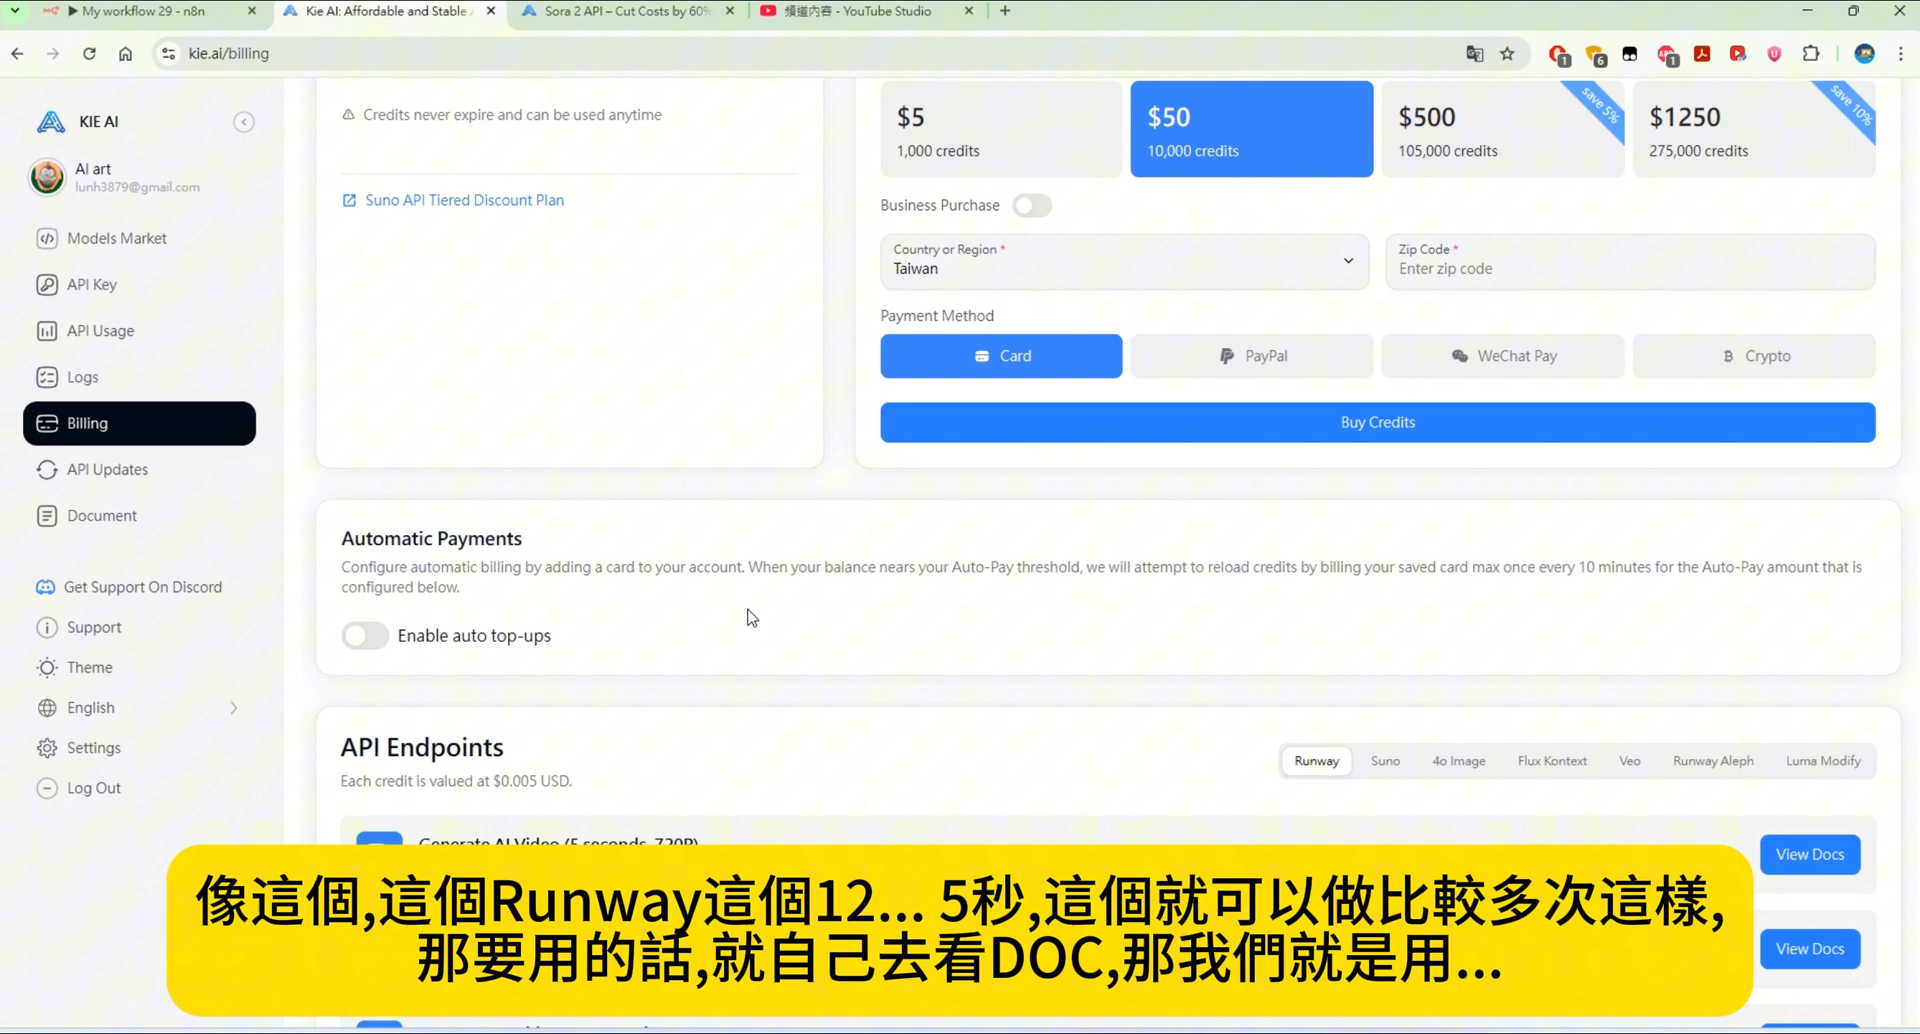 My workflow 29 - n8n
Kie AI: Affordable and Stable
Sora 2 API – Cut Costs by 60%
頻道內容 - YouTube Studio
kie.ai/billing
1
6
1
KIE AI
AI art
lunh3879@gmail.com
Models Market
API Key
API Usage
Logs
Billing
API Updates
Document
Get Support On Discord
Support
Theme
English
Settings
Log Out
Credits never expire and can be used anytime
Suno API Tiered Discount Plan
$5
1,000 credits
$50
10,000 credits
$500
105,000 credits
save 5%
$1250
275,000 credits
save 10%
Business Purchase
Country or Region *
Taiwan
Zip Code *
Enter zip code
Payment Method
Card
PayPal
WeChat Pay
Crypto
Buy Credits
Automatic Payments
Configure automatic billing by adding a card to your account. When your balance nears your Auto-Pay threshold, we will attempt to reload credits by billing your saved card max once every 10 minutes for the Auto-Pay amount that is
configured below.
Enable auto top-ups
API Endpoints
Each credit is valued at $0.005 USD.
Runway
Suno
4o Image
Flux Kontext
Veo
Runway Aleph
Luma Modify
Generate AI Video (5 seconds, 720P)
View Docs
View Docs
像這個,這個Runway這個12... 5秒,這個就可以做比較多次這樣,
那要用的話,就自己去看DOC,那我們就是用...